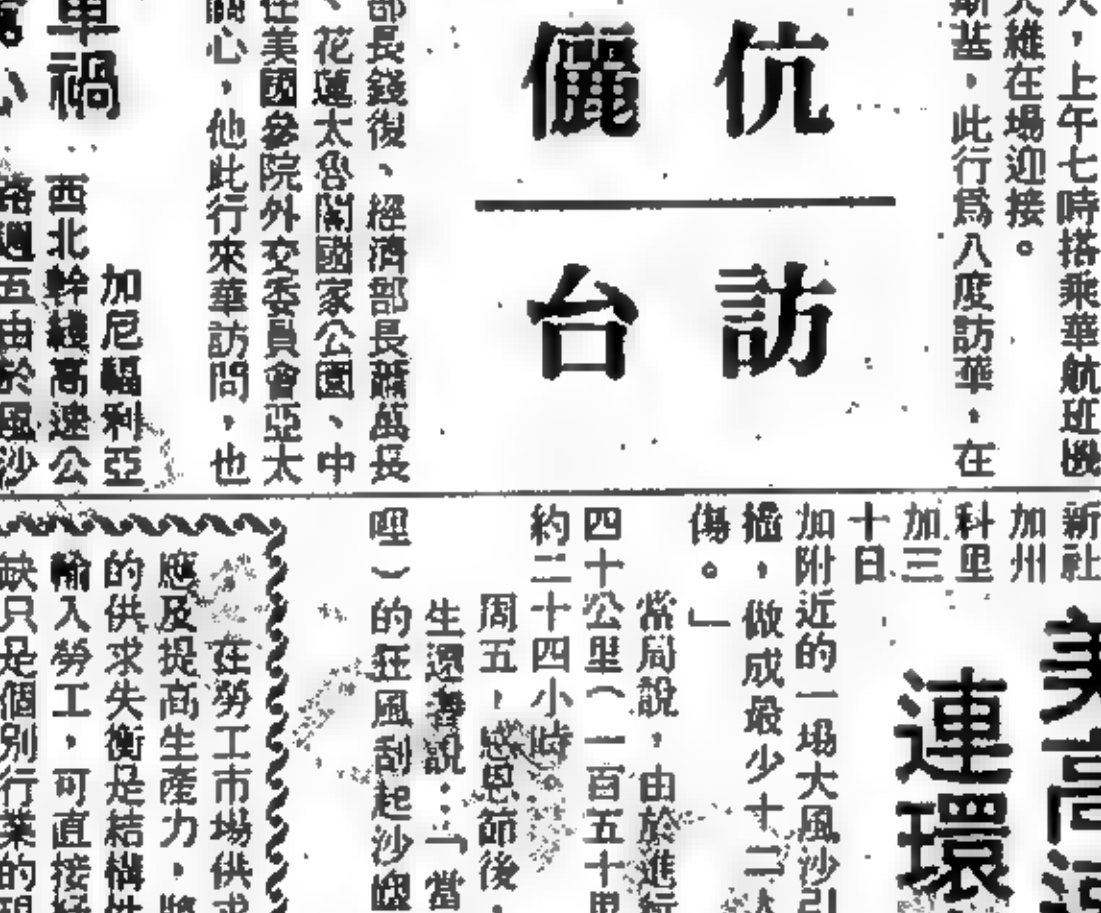 ，上午七時搭乘華航班機
維在場迎接。
斯基，此行為八度訪華，在
伉
儷
訪
台
部長錢復、經濟部長蕭萬長
、花蓮太魯閣國家公園、中
在美國參院外交委員會亞太
關心，他此行來華訪問，也
車禍
加尼福利亞
西北幹綫高速公
路週五由於風沙
新社
加州
科里
加三
十日
美高
連環
加附近的一場大風沙引
，做成最少十二
傷。」
當局說，由於進行
四十公里（一百五十
約二十四小時。
周五，感恩節後，
生還者說：「當
哩）的狂風刮起沙
在勞工市場供求
應及提高生產力，
的供求失衡是結構
輸入勞工，可直接
缺只是個別行業的